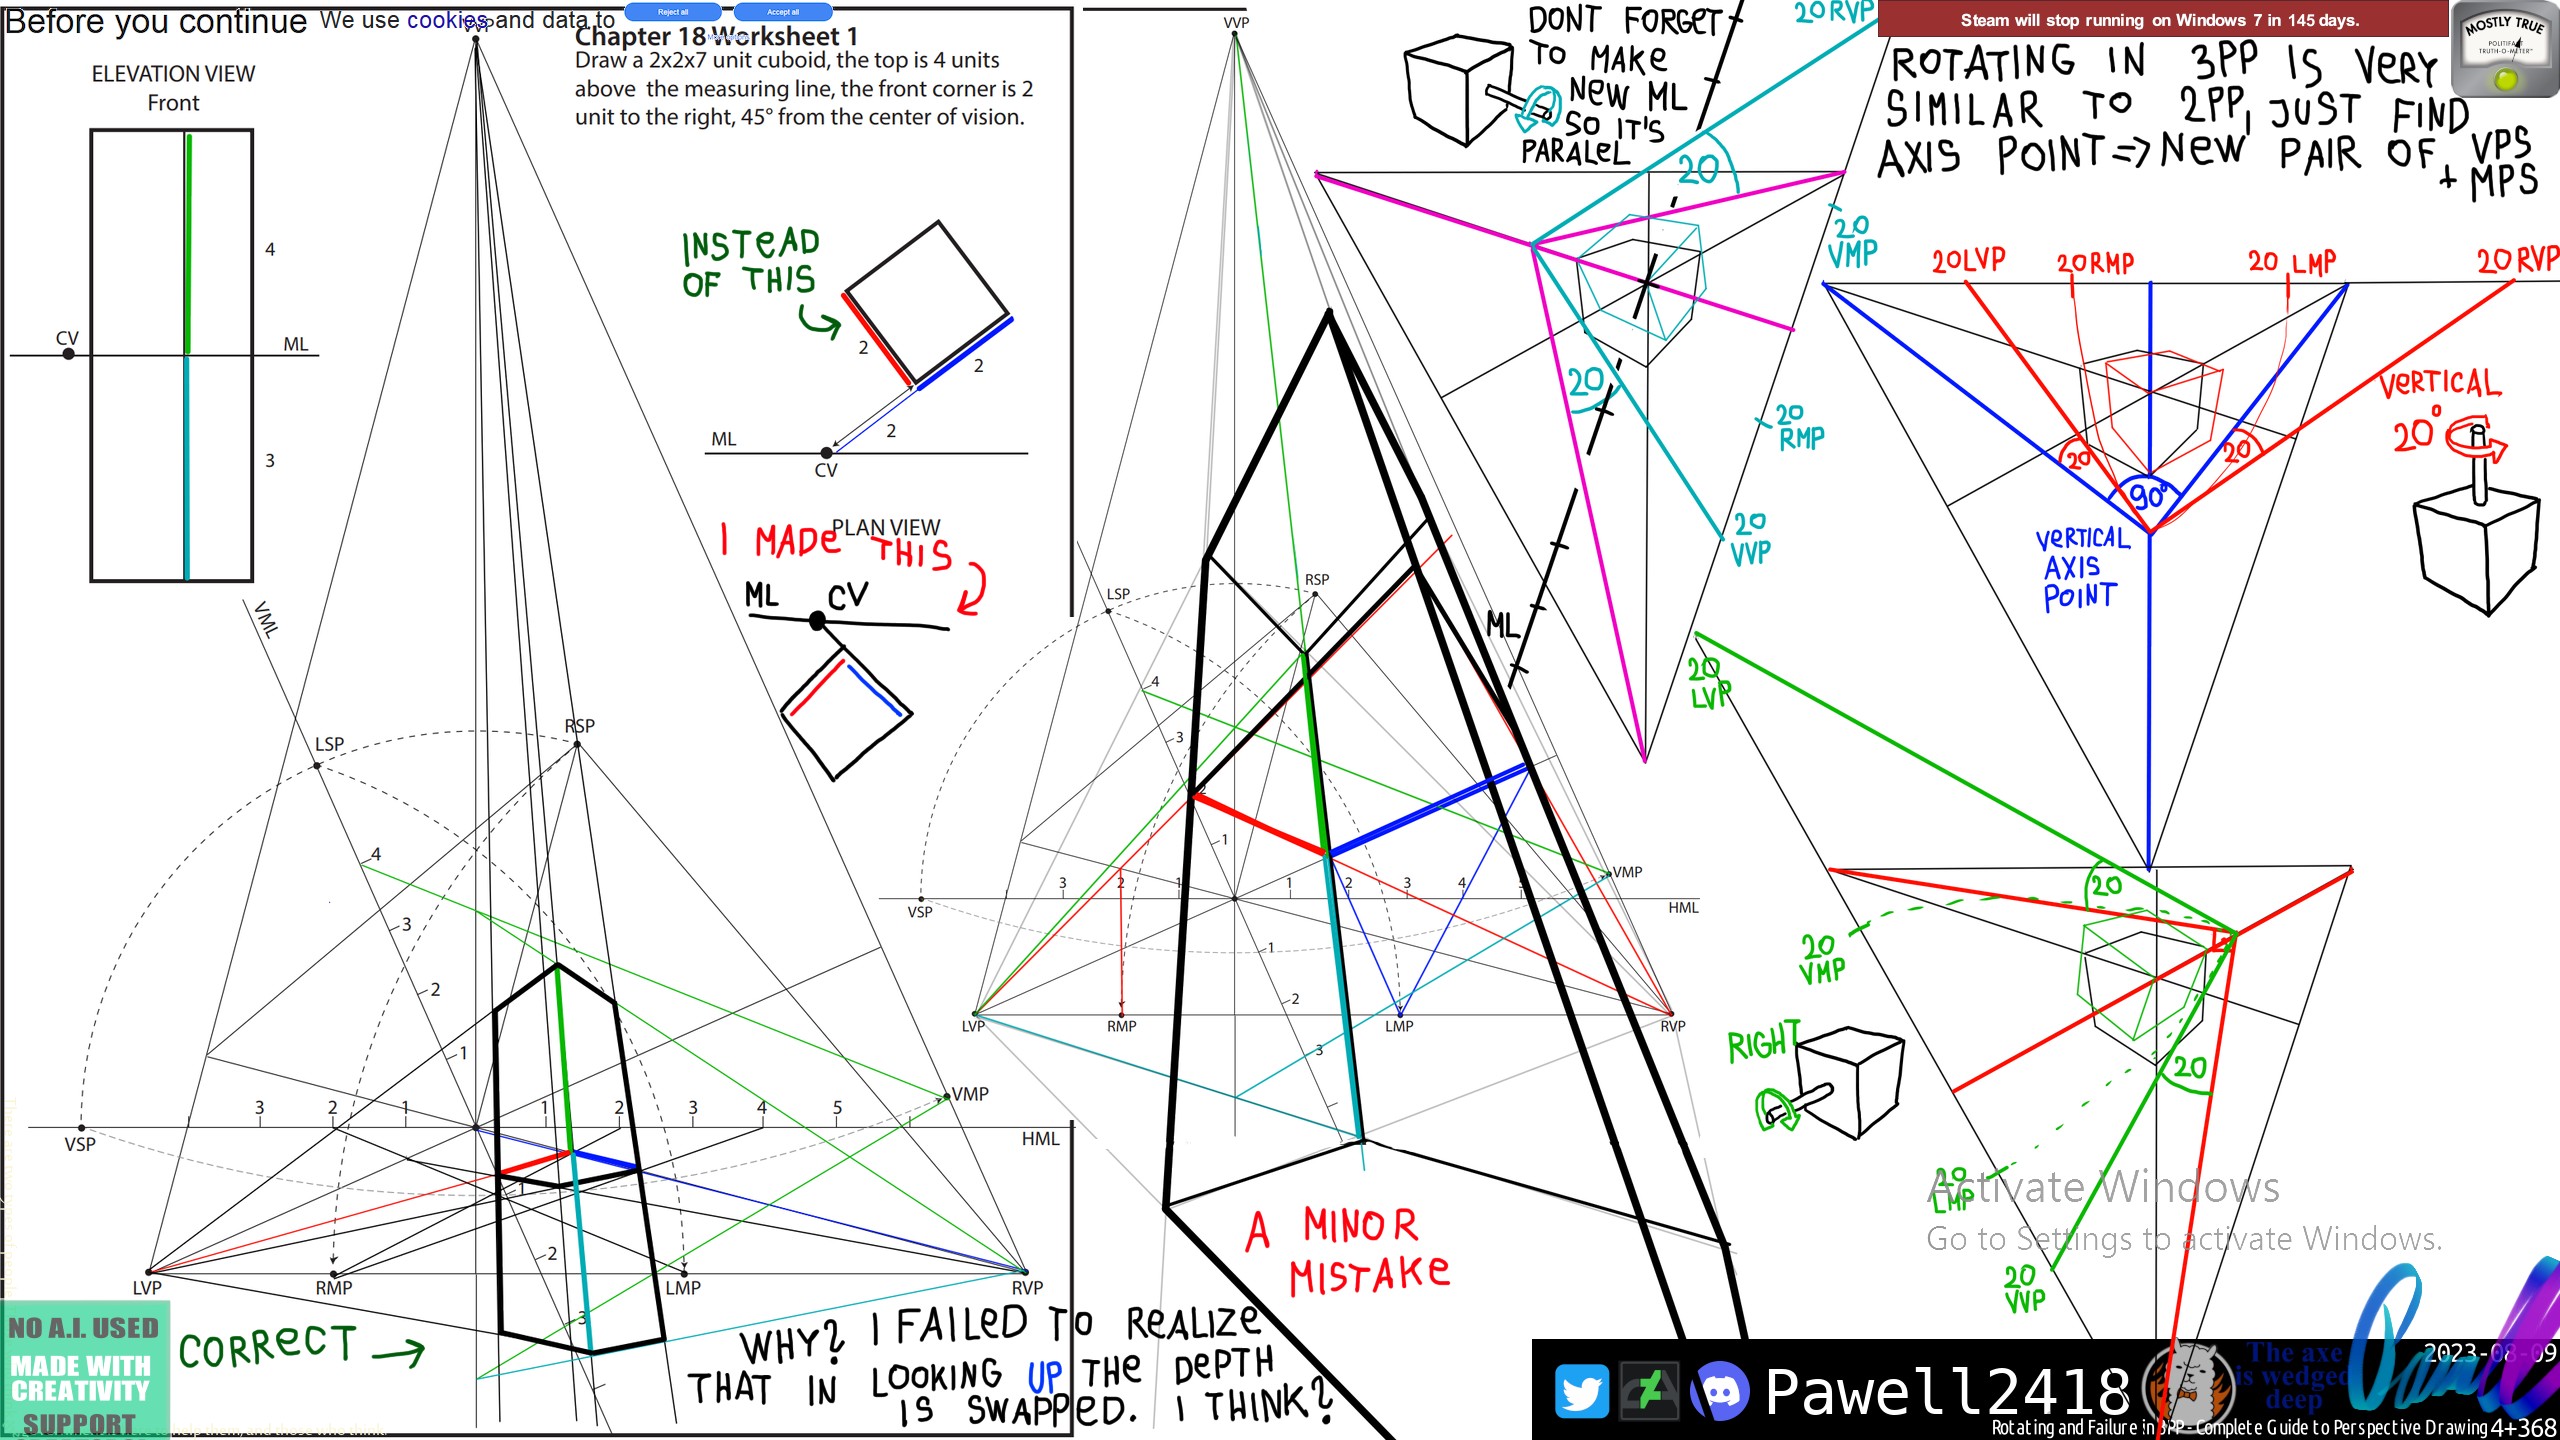 Before you continue We use cookies and data to
Reject all
Accept all
Chapter 18 Worksheet 1
Draw a 2x2x7 unit cuboid, the top is 4 units
above the measuring line, the front corner is 2
unit to the right, 45° from the center of vision.
ELEVATION VIEW
Front
4
CV
ML
3
INSTEAD
OF THIS
2
2
2
ML
CV
PLAN VIEW
I MADE THIS
ML CV
VML
LSP
RSP
4
3
2
1
3
2
1
1
2
3
4
5
VMP
VSP
HML
1
2
3
LVP
RMP
LMP
RVP
NO A.I. USED
MADE WITH
CREATIVITY
SUPPORT
CORRECT
WHY? I FAILED TO REALIZE
THAT IN LOOKING UP THE DEPTH
IS SWAPPED. I THINK?
VVP
LSP
RSP
4
3
2
1
3
2
1
1
2
3
4
5
VMP
VSP
HML
1
2
3
LVP
RMP
LMP
RVP
A MINOR
MISTAKE
DONT FORGET
TO MAKE
NEW ML
SO IT'S
PARALEL
20 RVP
20
20
VMP
20
20
RMP
20
VVP
ML
Steam will stop running on Windows 7 in 145 days.
MOSTLY TRUE
POLITIFACT
TRUTH-O-METER
ROTATING IN 3PP IS VERY
SIMILAR TO 2PP, JUST FIND
AXIS POINT => NEW PAIR OF VPS
+ MPS
20LVP
20RMP
20 LMP
20 RVP
20
20
90°
VERTICAL
AXIS
POINT
VERTICAL
20°
20
LVP
20
20
VMP
RIGHT
20
20
LMP
20
VVP
Activate Windows
Go to Settings to activate Windows.
Pawell2418
The axe
is wedged
deep
2023-08-09
Rotating and Failure in 3PP - Complete Guide to Perspective Drawing 4+368